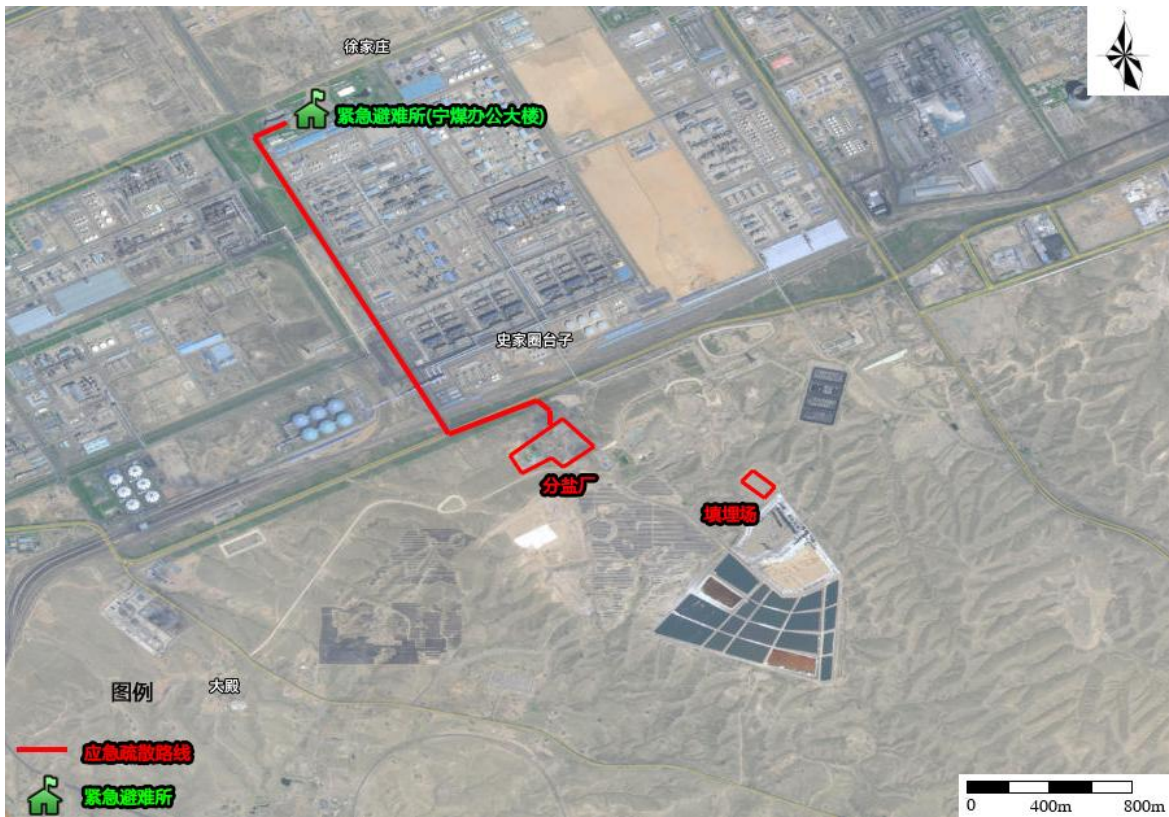 徐家庄
紧急避难所(宁煤办公大楼)
史家圈台子
分盐厂
填埋场
大殿
图例
应急疏散路线
紧急避难所
0 400m 800m